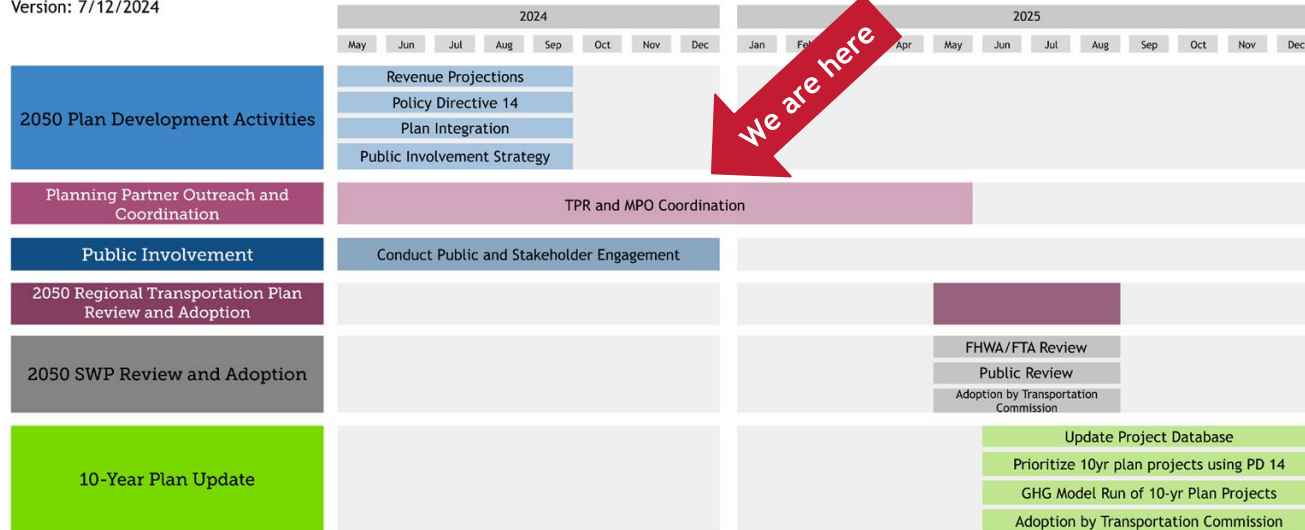 Version: 7/12/2024
2024
2025
May Jun Jul Aug Sep Oct Nov Dec
Jan Apr May Jun Jul Aug Sep Oct Nov Dec
We are here
2050 Plan Development Activities
Revenue Projections
Policy Directive 14
Plan Integration
Public Involvement Strategy
Planning Partner Outreach and
Coordination
TPR and MPO Coordination
Public Involvement
Conduct Public and Stakeholder Engagement
2050 Regional Transportation Plan
Review and Adoption
2050 SWP Review and Adoption
FHWA/FTA Review
Public Review
Adoption by Transportation
Commission
10-Year Plan Update
Update Project Database
Prioritize 10yr plan projects using PD 14
GHG Model Run of 10-yr Plan Projects
Adoption by Transportation Commission